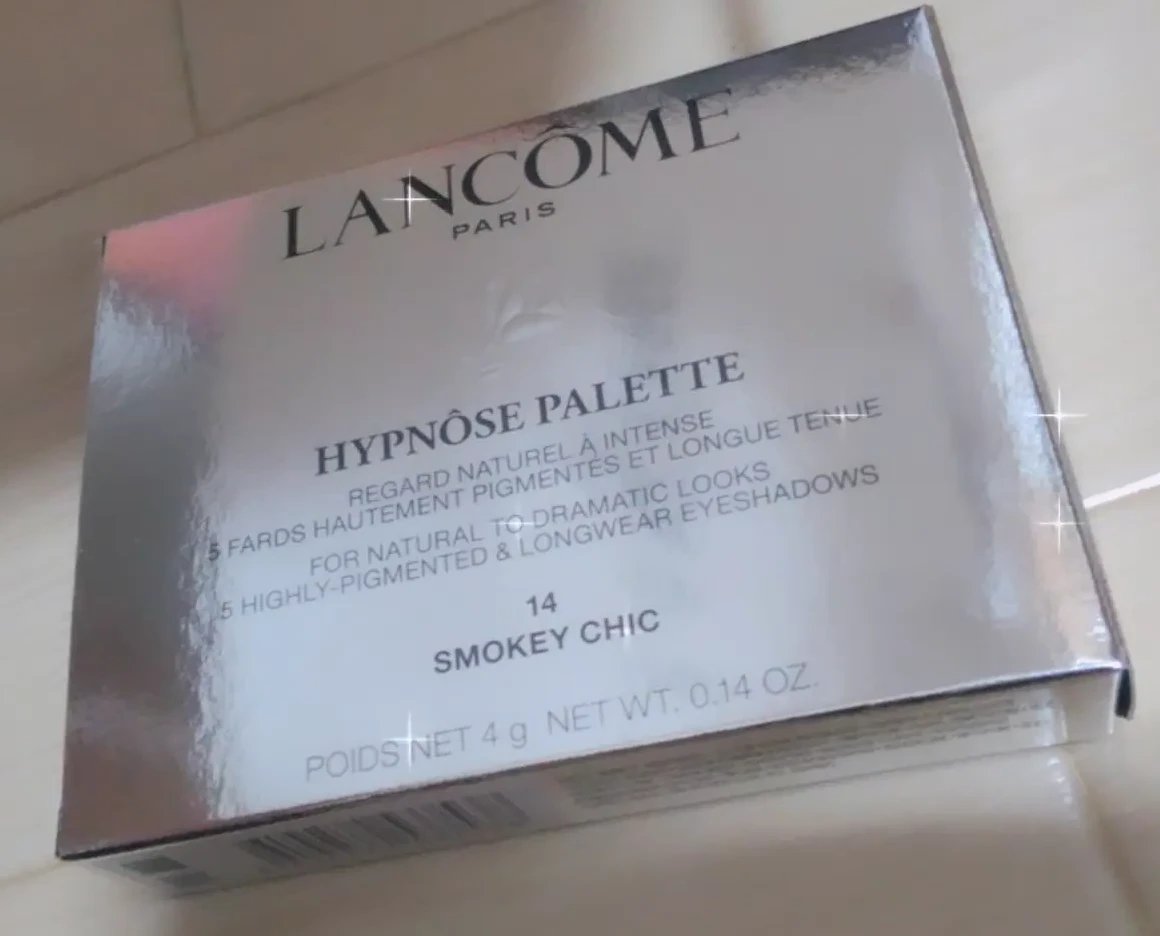 LANCÔME
PARIS
HYPNÔSE PALETTE
REGARD NATUREL À INTENSE
5 FARDS HAUTEMENT PIGMENTÉS ET LONGUE TENUE
FOR NATURAL TO DRAMATIC LOOKS
5 HIGHLY-PIGMENTED & LONGWEAR EYESHADOWS
14
SMOKEY CHIC
POIDS NET 4 g NET WT. 0.14 OZ.